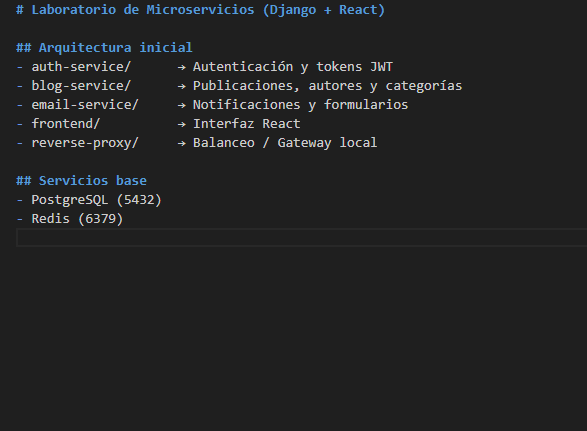 # Laboratorio de Microservicios (Django + React)
## Arquitectura inicial
- auth-service/ → Autenticación y tokens JWT
- blog-service/ → Publicaciones, autores y categorías
- email-service/ → Notificaciones y formularios
- frontend/ → Interfaz React
- reverse-proxy/ → Balanceo / Gateway local
## Servicios base
- PostgreSQL (5432)
- Redis (6379)